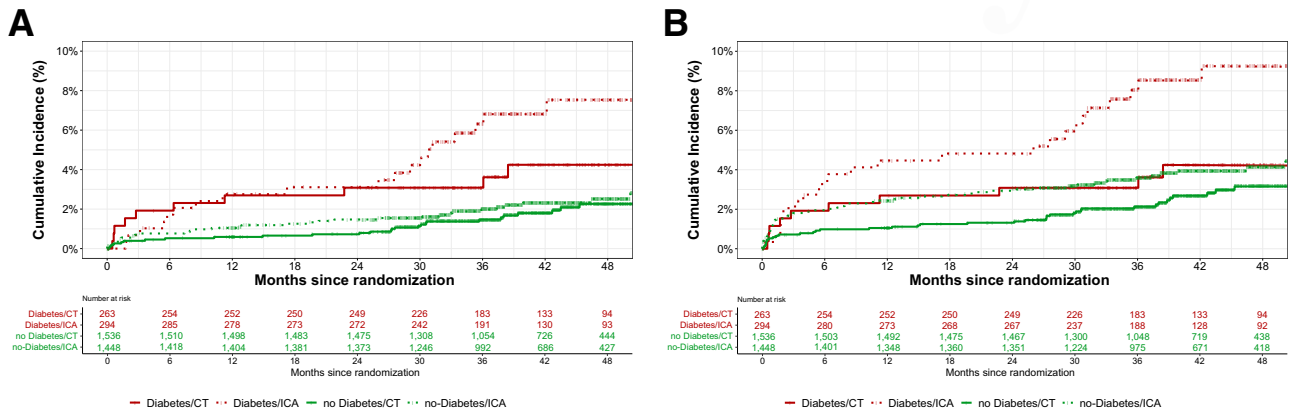 A
Cumulative Incidence (%)
10%
8%
6%
4%
2%
0%
0 6 12 18 24 30 36 42 48
Months since randomization
Number at risk
Diabetes/CT 263 254 252 250 249 226 183 133 94
Diabetes/ICA 294 285 278 273 272 242 191 130 93
no Diabetes/CT 1,536 1,510 1,498 1,483 1,475 1,308 1,054 726 444
no-Diabetes/ICA 1,448 1,418 1,404 1,381 1,373 1,246 992 686 427
0 6 12 18 24 30 36 42 48
Months since randomization
Diabetes/CT Diabetes/ICA no Diabetes/CT no-Diabetes/ICA
B
Cumulative Incidence (%)
10%
8%
6%
4%
2%
0%
0 6 12 18 24 30 36 42 48
Months since randomization
Number at risk
Diabetes/CT 263 254 252 250 249 226 183 133 94
Diabetes/ICA 294 280 273 268 267 237 188 128 92
no Diabetes/CT 1,536 1,503 1,492 1,475 1,467 1,300 1,048 719 438
no-Diabetes/ICA 1,448 1,401 1,348 1,360 1,351 1,224 975 671 418
0 6 12 18 24 30 36 42 48
Months since randomization
Diabetes/CT Diabetes/ICA no Diabetes/CT no-Diabetes/ICA